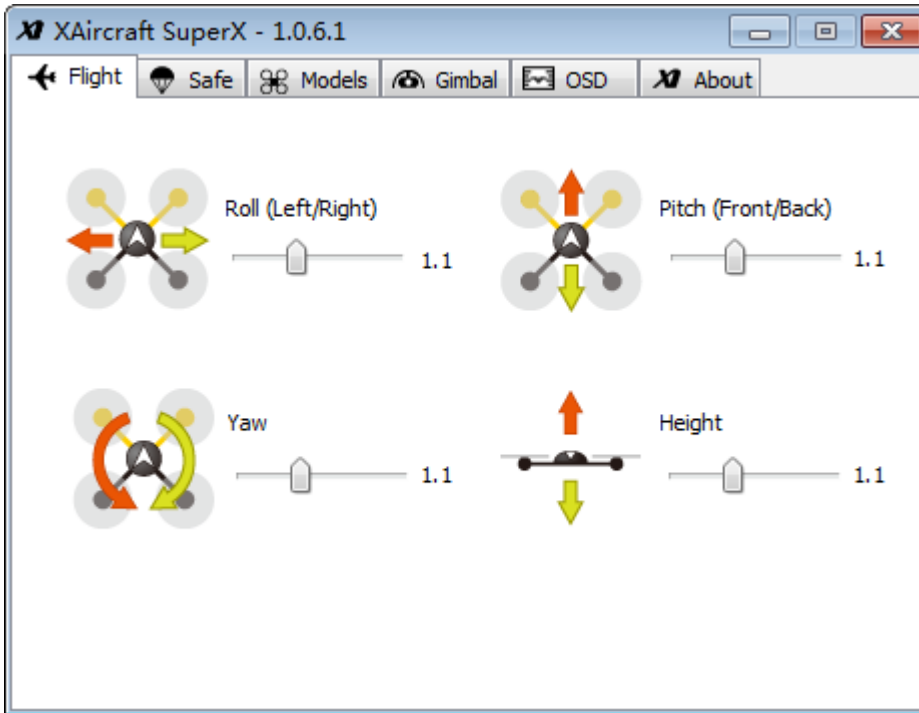 XAircraft SuperX - 1.0.6.1
Flight Safe Models Gimbal OSD About
Roll (Left/Right)
1.1
Pitch (Front/Back)
1.1
Yaw
1.1
Height
1.1